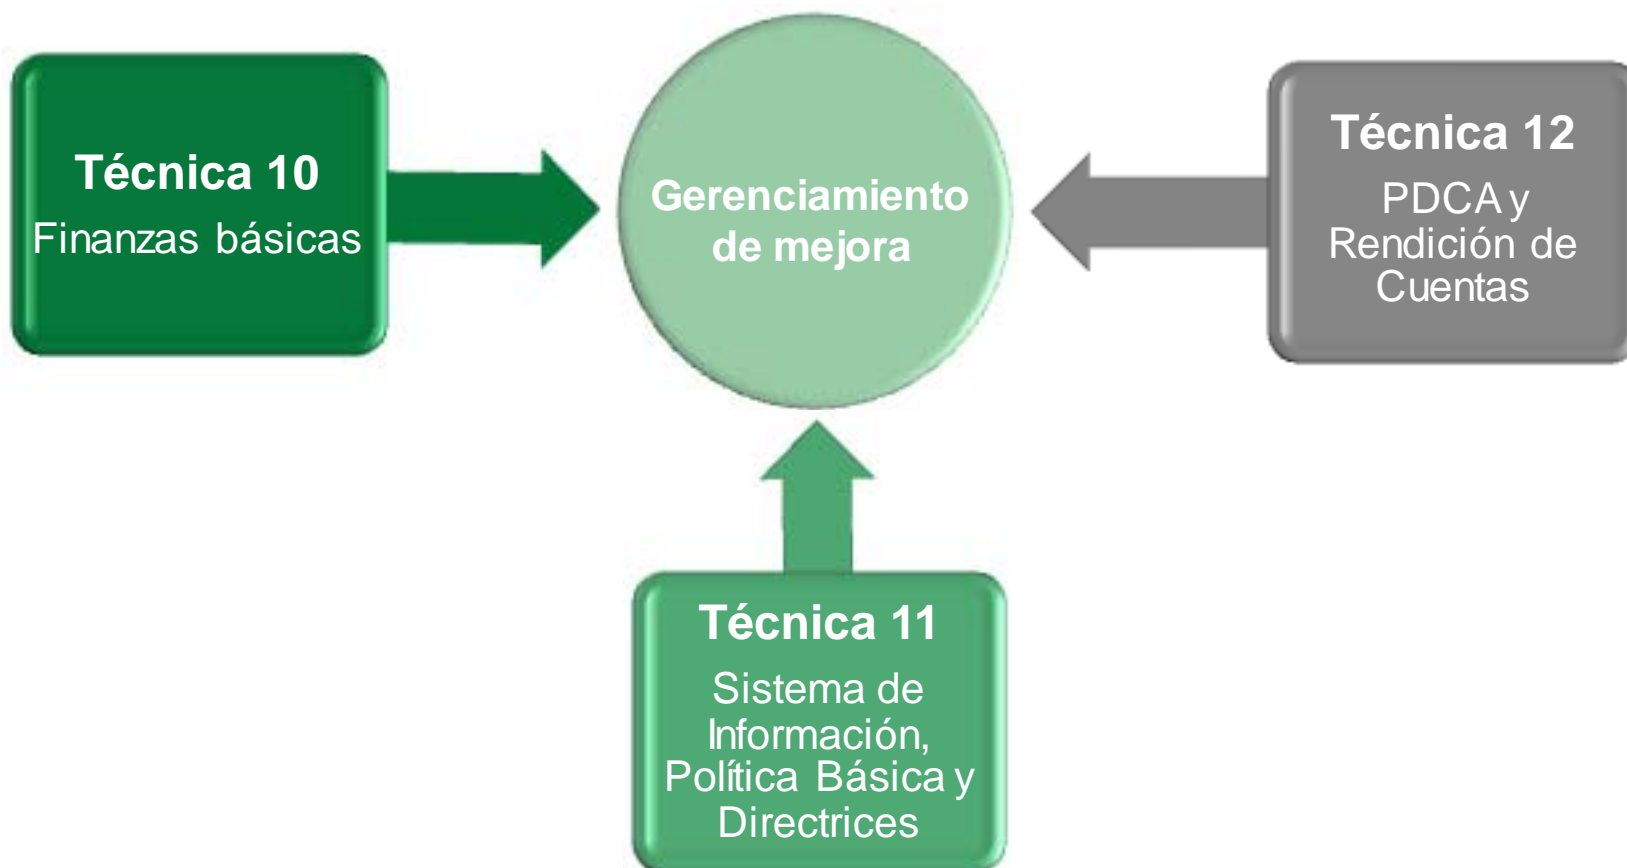 Técnica 10
Finanzas básicas
Gerenciamiento
de mejora
Técnica 12
PDCA y
Rendición de
Cuentas
Técnica 11
Sistema de
Información,
Política Básica y
Directrices